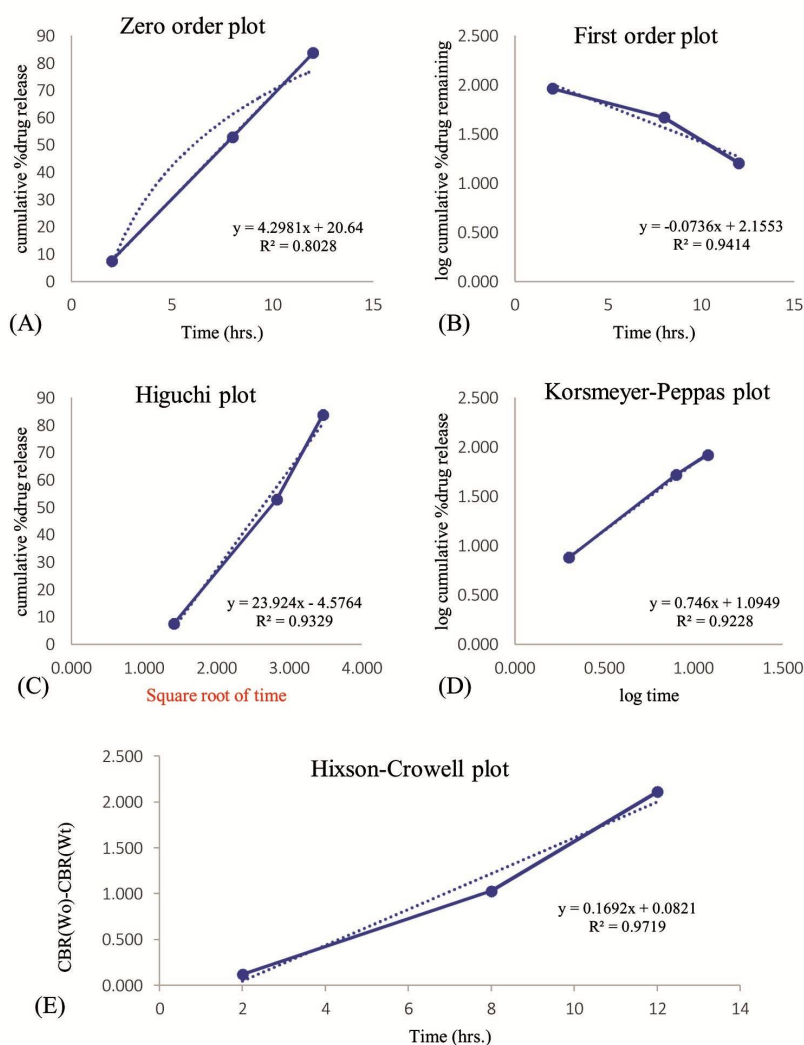 Zero order plot
cumulative %drug release
90
80
70
60
50
40
30
20
10
0
y = 4.2981x + 20.64
R² = 0.8028
0 5 10 15
(A)
Time (hrs.)
First order plot
log cumulative %drug remaining
2.500
2.000
1.500
1.000
0.500
0.000
y = -0.0736x + 2.1553
R² = 0.9414
0 5 10 15
(B)
Time (hrs.)
Higuchi plot
cumulative %drug release
90
80
70
60
50
40
30
20
10
0
y = 23.924x - 4.5764
R² = 0.9329
0.000 1.000 2.000 3.000 4.000
(C)
Square root of time
Korsmeyer-Peppas plot
log cumulative %drug release
2.500
2.000
1.500
1.000
0.500
0.000
y = 0.746x + 1.0949
R² = 0.9228
0.000 0.500 1.000 1.500
(D)
log time
Hixson-Crowell plot
CBR(Wo)-CBR(Wt)
2.500
2.000
1.500
1.000
0.500
0.000
y = 0.1692x + 0.0821
R² = 0.9719
0 2 4 6 8 10 12 14
(E)
Time (hrs.)